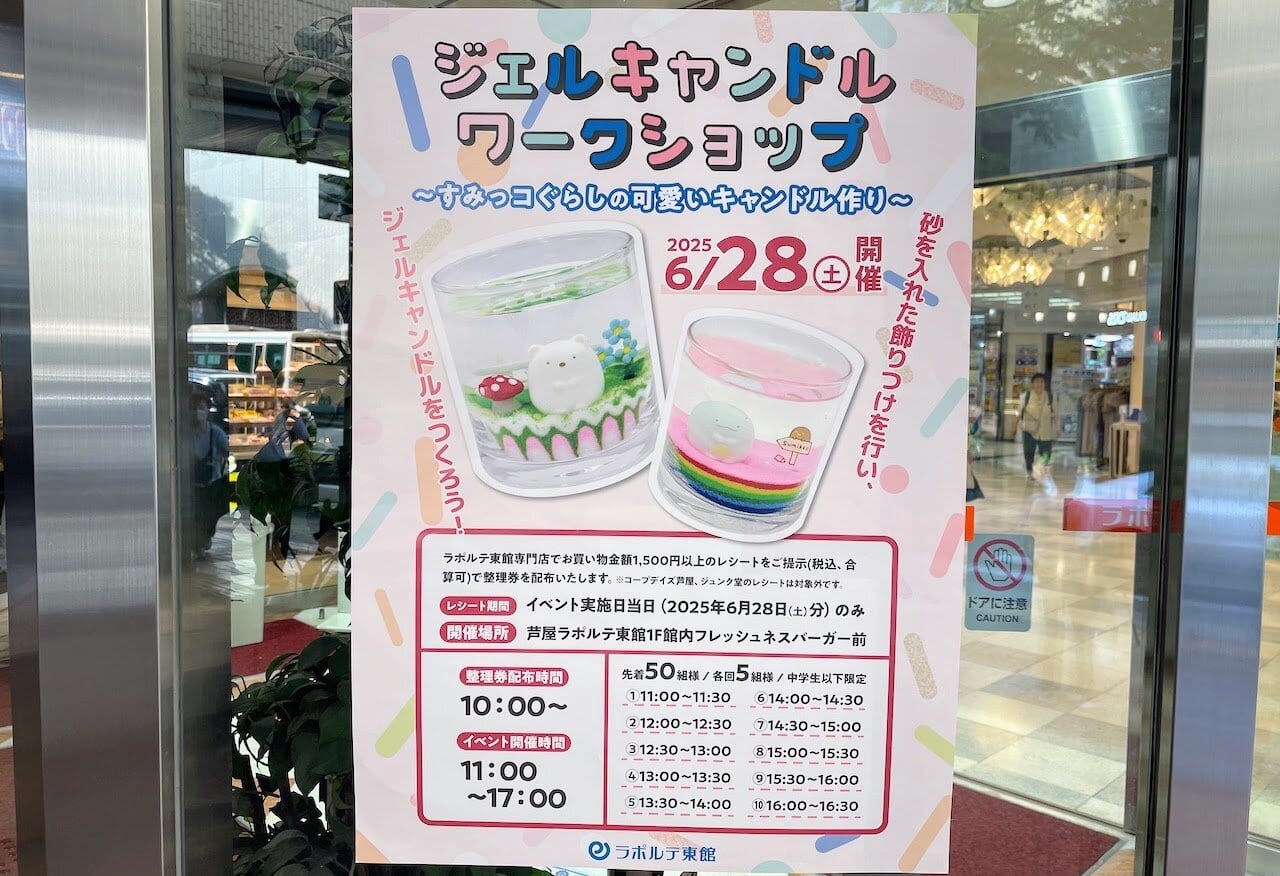 ジェルキャンドル
ワークショップ
～すみっコぐらしの可愛いキャンドル作り～
砂を入れた飾りつけを行い、
ジェルキャンドルをつくろう！
2025
6/28(土)開催
Sumikko
ラポルテ東館専門店でお買い物金額1,500円以上のレシートをご提示(税込、合
算可)で整理券を配布いたします。※コープデイズ芦屋、ジュンク堂のレシートは対象外です。
レシート期間 イベント実施日当日（2025年6月28日(土)分）のみ
開催場所 芦屋ラポルテ東館1F館内フレッシュネスバーガー前
整理券配布時間
10：00～
イベント開催時間
11：00
～17：00
先着50組様 / 各回5組様 / 中学生以下限定
①11:00～11:30
②12:00～12:30
③12:30～13:00
④13:00～13:30
⑤13:30～14:00
⑥14:00～14:30
⑦14:30～15:00
⑧15:00～15:30
⑨15:30～16:00
⑩16:00～16:30
ラポルテ東館
ドアに注意
CAUTION
ラポ